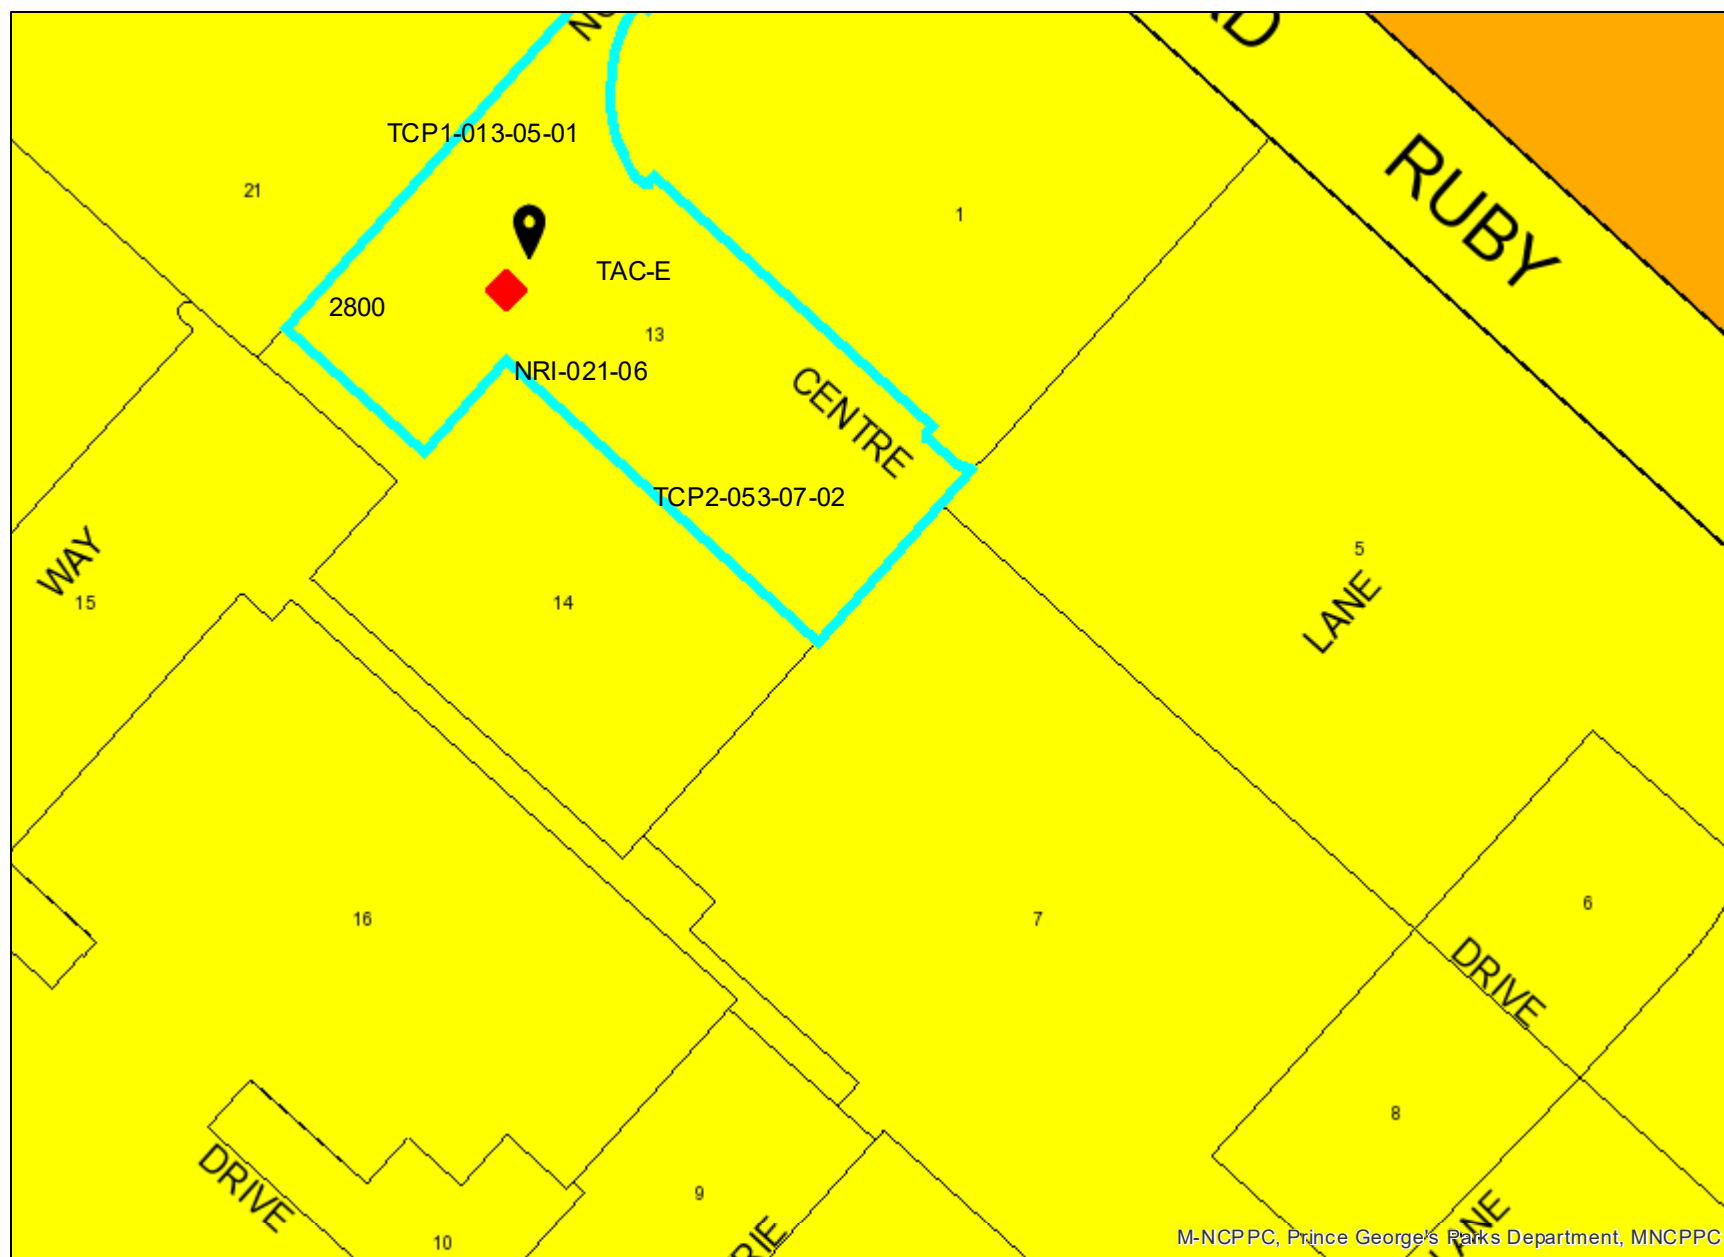 TCP1-013-05-01
21
1
RUBY
TAC-E
2800
13
NRI-021-06
CENTRE
TCP2-053-07-02
WAY
15
14
5
LANE
16
7
6
DRIVE
8
DRIVE
9
10
LANE
M-NCPPC, Prince George's Parks Department, MNCPPC